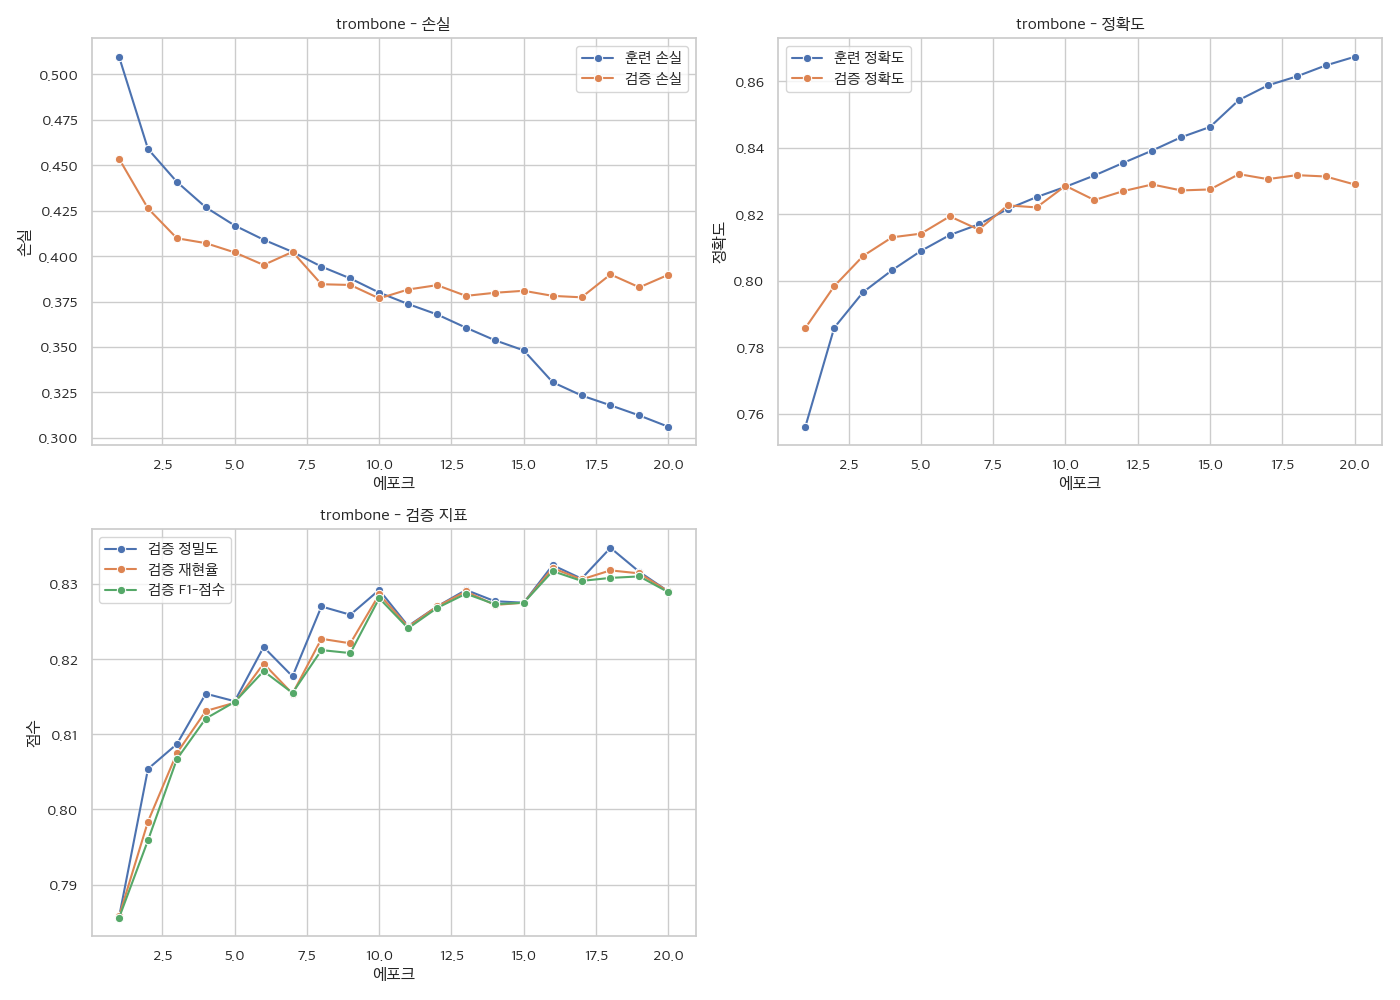 trombone – 손실
훈련 손실
검증 손실
0.500
0.475
0.450
0.425
0.400
0.375
0.350
0.325
0.300
손실
2.5 5.0 7.5 10.0 12.5 15.0 17.5 20.0
에포크
trombone – 정확도
훈련 정확도
검증 정확도
0.86
0.84
0.82
0.80
0.78
0.76
정확도
2.5 5.0 7.5 10.0 12.5 15.0 17.5 20.0
에포크
trombone – 검증 지표
검증 정밀도
검증 재현율
검증 F1-점수
0.83
0.82
0.81
0.80
0.79
점수
2.5 5.0 7.5 10.0 12.5 15.0 17.5 20.0
에포크